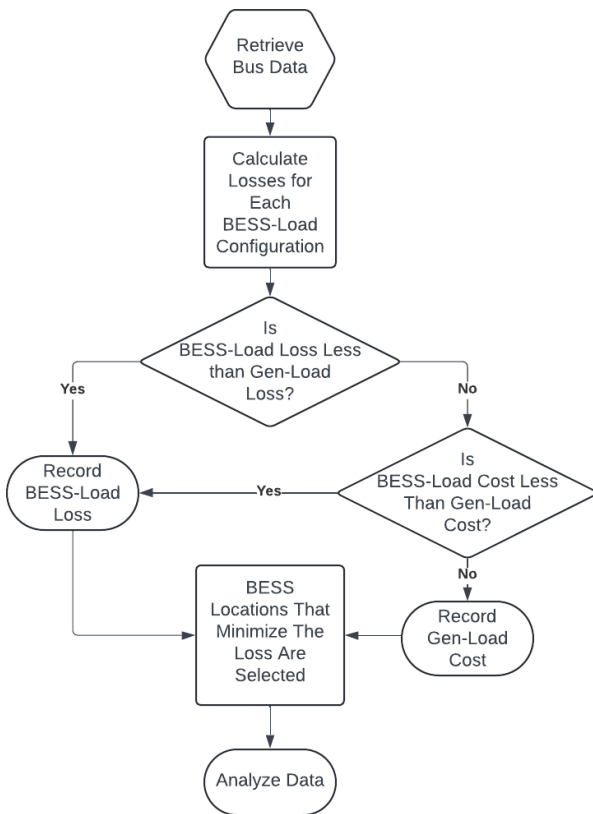 Retrieve
Bus Data
Calculate
Losses for
Each
BESS-Load
Configuration
Is
BESS-Load Loss Less
than Gen-Load
Loss?
Yes
No
Is
BESS-Load Cost Less
Than Gen-Load
Cost?
Yes
Record
BESS-Load
Loss
No
Record
Gen-Load
Cost
BESS
Locations That
Minimize The
Loss Are
Selected
Analyze Data